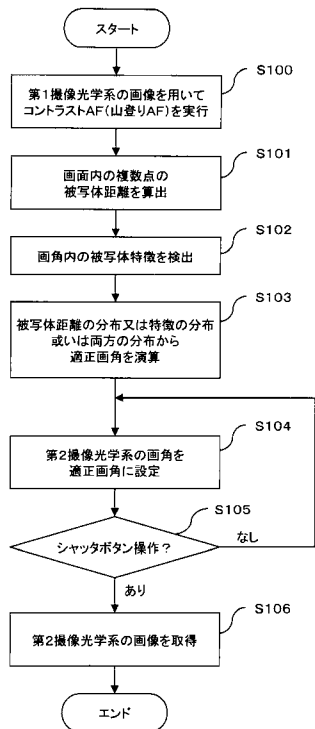 スタート
S100
第1撮像光学系の画像を用いて
コントラストAF(山登りAF)を実行
S101
画面内の複数点の
被写体距離を算出
S102
画角内の被写体特徴を検出
S103
被写体距離の分布又は特徴の分布
或いは両方の分布から
適正画角を演算
S104
第2撮像光学系の画角を
適正画角に設定
S105
シャッタボタン操作？
なし
あり
S106
第2撮像光学系の画像を取得
エンド